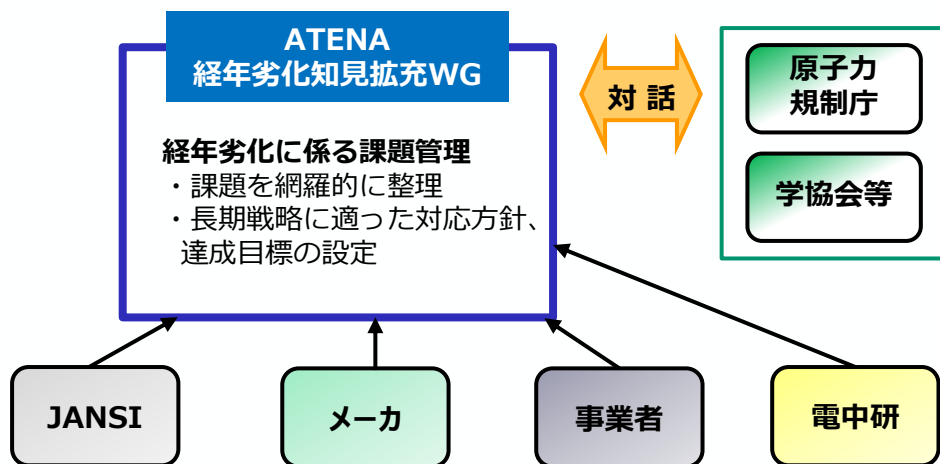 ATENA
経年劣化知見拡充WG
経年劣化に係る課題管理
・課題を網羅的に整理
・長期戦略に適った対応方針、
達成目標の設定
対 話
原子力
規制庁
学協会等
JANSI
メーカ
事業者
電中研